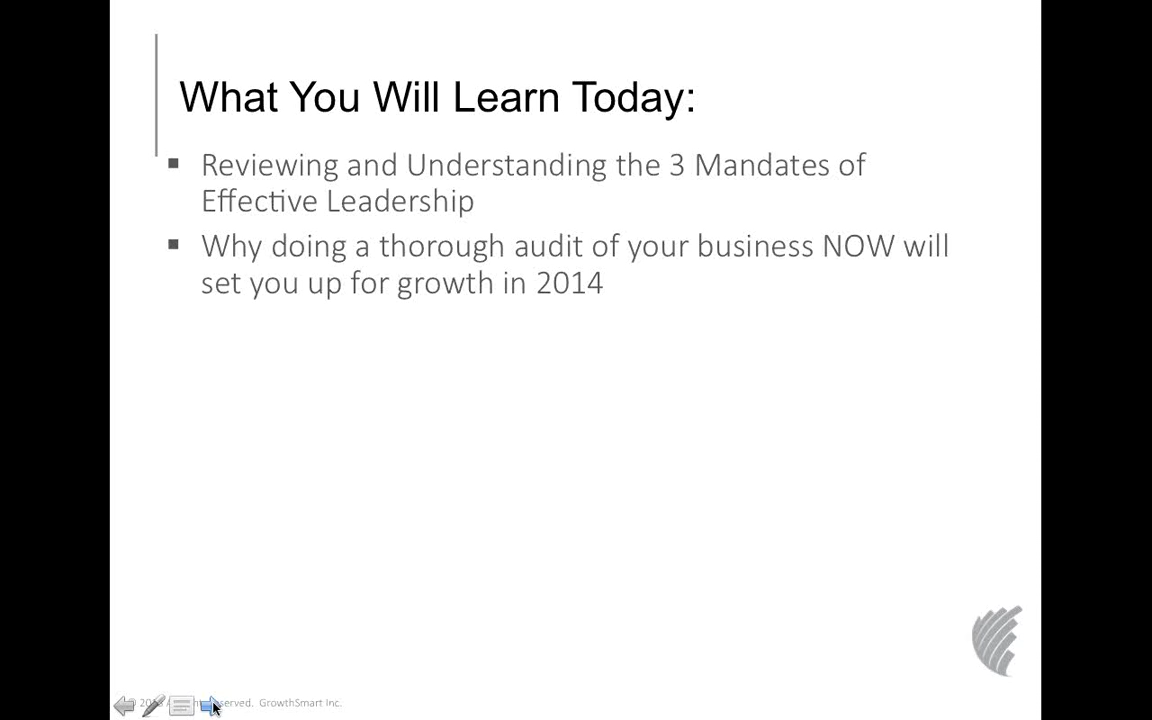 What You Will Learn Today:
▪ Reviewing and Understanding the 3 Mandates of
Effective Leadership
▪ Why doing a thorough audit of your business NOW will
set you up for growth in 2014
GrowthSmart Inc.